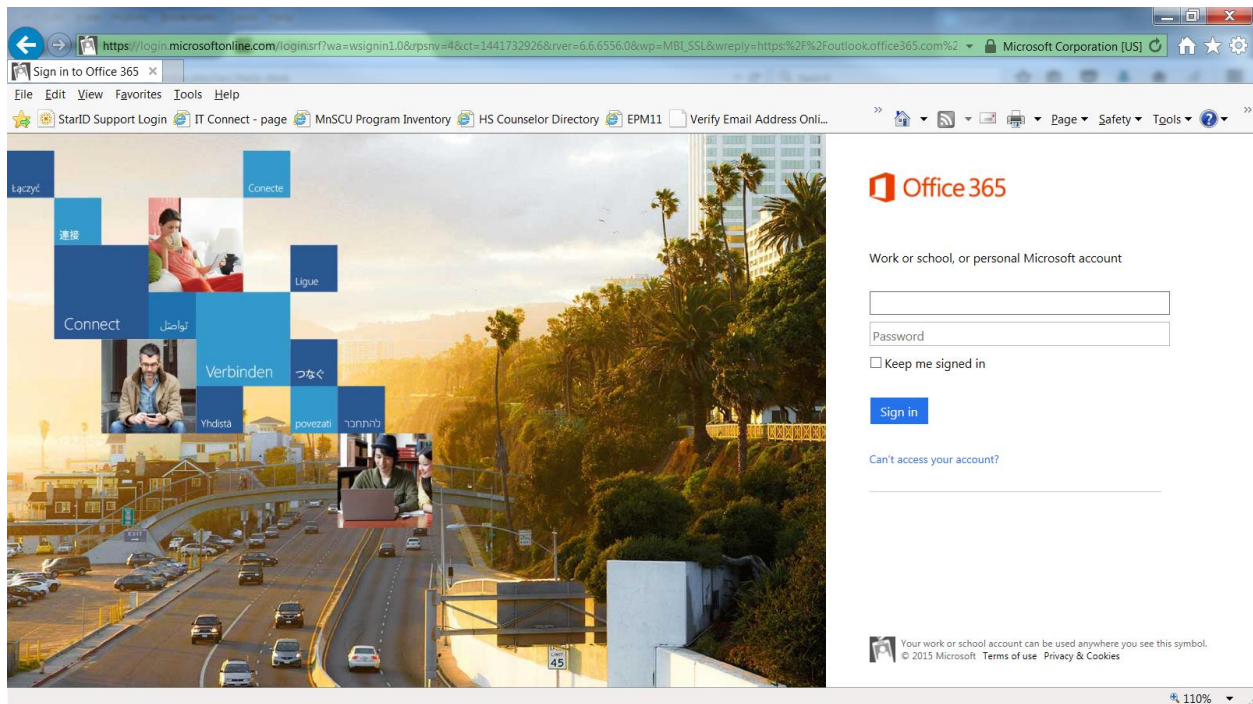 https://login.microsoftonline.com/login.srf?wa=wsignin1.0&rpsnv=4&ct=1441732926&rver=6.6.6556.0&wp=MBI_SSL&wreply=https:%2F%2Foutlook.office365.com%2
Microsoft Corporation [US]
Sign in to Office 365
File Edit View Favorites Tools Help
StarID Support Login IT Connect - page MnSCU Program Inventory HS Counselor Directory EPM11 Verify Email Address Onli...
Page Safety Tools
Łączyć
Conecte
連接
Ligue
Connect
تواصل
Verbinden
つなぐ
Yhdistä
povezati
להתחבר
EXIT
LIMIT
45
Office 365
Work or school, or personal Microsoft account
Password
Keep me signed in
Sign in
Can't access your account?
Your work or school account can be used anywhere you see this symbol.
© 2015 Microsoft Terms of use Privacy & Cookies
110%